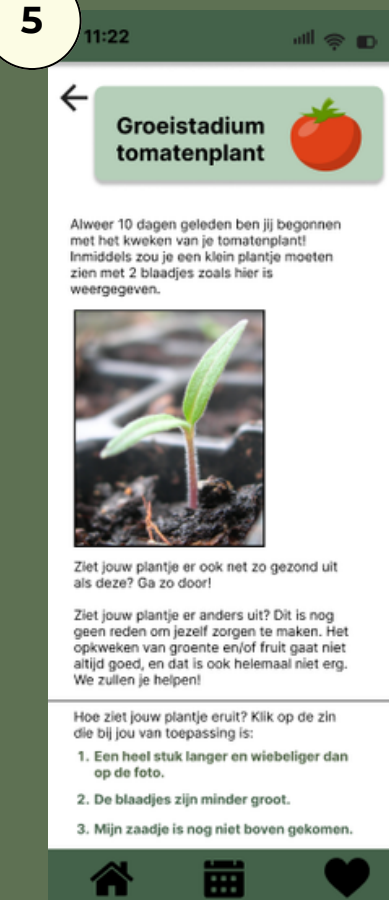 5
11:22
Groeistadium
tomatenplant
Alweer 10 dagen geleden ben jij begonnen
met het kweken van je tomatenplant!
Inmiddels zou je een klein plantje moeten
zien met 2 blaadjes zoals hier is
weergegeven.
Ziet jouw plantje er ook net zo gezond uit
als deze? Ga zo door!
Ziet jouw plantje er anders uit? Dit is nog
geen reden om jezelf zorgen te maken. Het
opkweken van groente en/of fruit gaat niet
altijd goed, en dat is ook helemaal niet erg.
We zullen je helpen!
Hoe ziet jouw plantje eruit? Klik op de zin
die bij jou van toepassing is:
1. Een heel stuk langer en wiebeliger dan
op de foto.
2. De blaadjes zijn minder groot.
3. Mijn zaadje is nog niet boven gekomen.